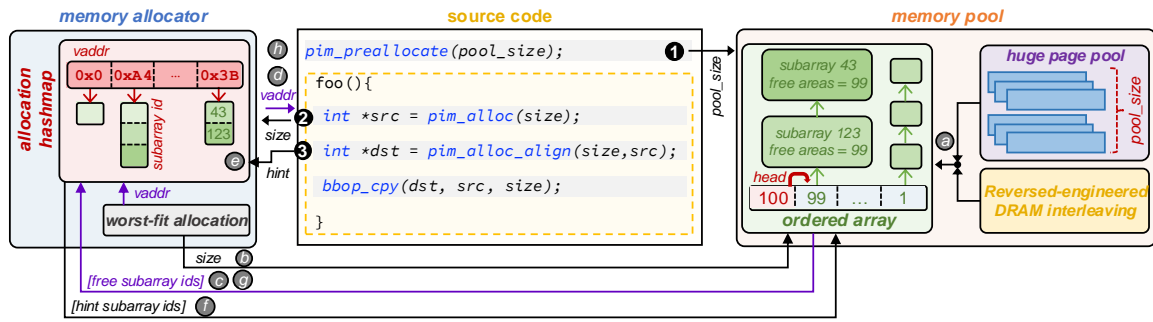 memory allocator
source code
memory pool
vaddr
0x0 0xA4 ... 0x3B
allocation hashmap
subarray id
43
123
e
vaddr
worst-fit allocation
h
d
vaddr
size
hint
pim_preallocate(pool_size);
1
foo(){
2
int *src = pim_alloc(size);
3
int *dst = pim_alloc_align(size,src);
bbop_cpy(dst, src, size);
}
pool_size
subarray 43
free areas = 99
subarray 123
free areas = 99
head
100 99 ... 1
ordered array
a
huge page pool
pool_size
Reversed-engineered
DRAM interleaving
size b
[free subarray ids] c g
[hint subarray ids] f